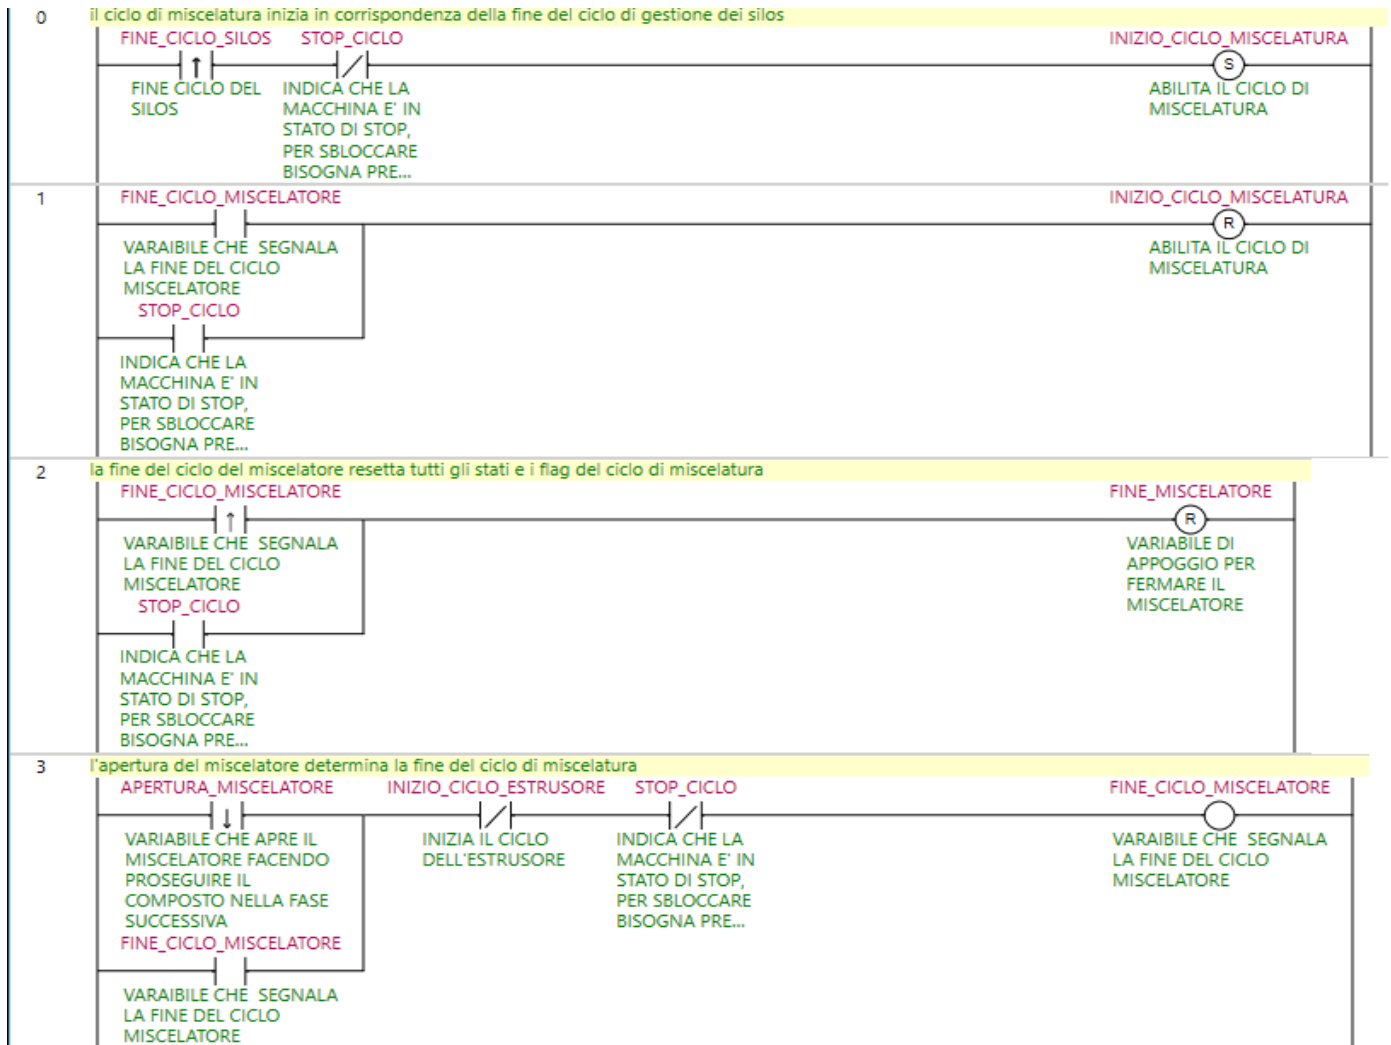 0
il ciclo di miscelatura inizia in corrispondenza della fine del ciclo di gestione dei silos
FINE_CICLO_SILOS STOP_CICLO INIZIO_CICLO_MISCELATURA
S
FINE CICLO DEL
SILOS
INDICA CHE LA
MACCHINA E' IN
STATO DI STOP,
PER SBLOCCARE
BISOGNA PRE...
ABILITA IL CICLO DI
MISCELATURA
1
FINE_CICLO_MISCELATORE INIZIO_CICLO_MISCELATURA
R
VARAIBILE CHE SEGNALA
LA FINE DEL CICLO
MISCELATORE
ABILITA IL CICLO DI
MISCELATURA
STOP_CICLO
INDICA CHE LA
MACCHINA E' IN
STATO DI STOP,
PER SBLOCCARE
BISOGNA PRE...
2
la fine del ciclo del miscelatore resetta tutti gli stati e i flag del ciclo di miscelatura
FINE_CICLO_MISCELATORE FINE_MISCELATORE
R
VARAIBILE CHE SEGNALA
LA FINE DEL CICLO
MISCELATORE
VARIABILE DI
APPOGGIO PER
FERMARE IL
MISCELATORE
STOP_CICLO
INDICA CHE LA
MACCHINA E' IN
STATO DI STOP,
PER SBLOCCARE
BISOGNA PRE...
3
l'apertura del miscelatore determina la fine del ciclo di miscelatura
APERTURA_MISCELATORE INIZIO_CICLO_ESTRUSORE STOP_CICLO FINE_CICLO_MISCELATORE
VARIABILE CHE APRE IL
MISCELATORE FACENDO
PROSEGUIRE IL
COMPOSTO NELLA FASE
SUCCESSIVA
INIZIA IL CICLO
DELL'ESTRUSORE
INDICA CHE LA
MACCHINA E' IN
STATO DI STOP,
PER SBLOCCARE
BISOGNA PRE...
VARAIBILE CHE SEGNALA
LA FINE DEL CICLO
MISCELATORE
FINE_CICLO_MISCELATORE
VARAIBILE CHE SEGNALA
LA FINE DEL CICLO
MISCELATORE